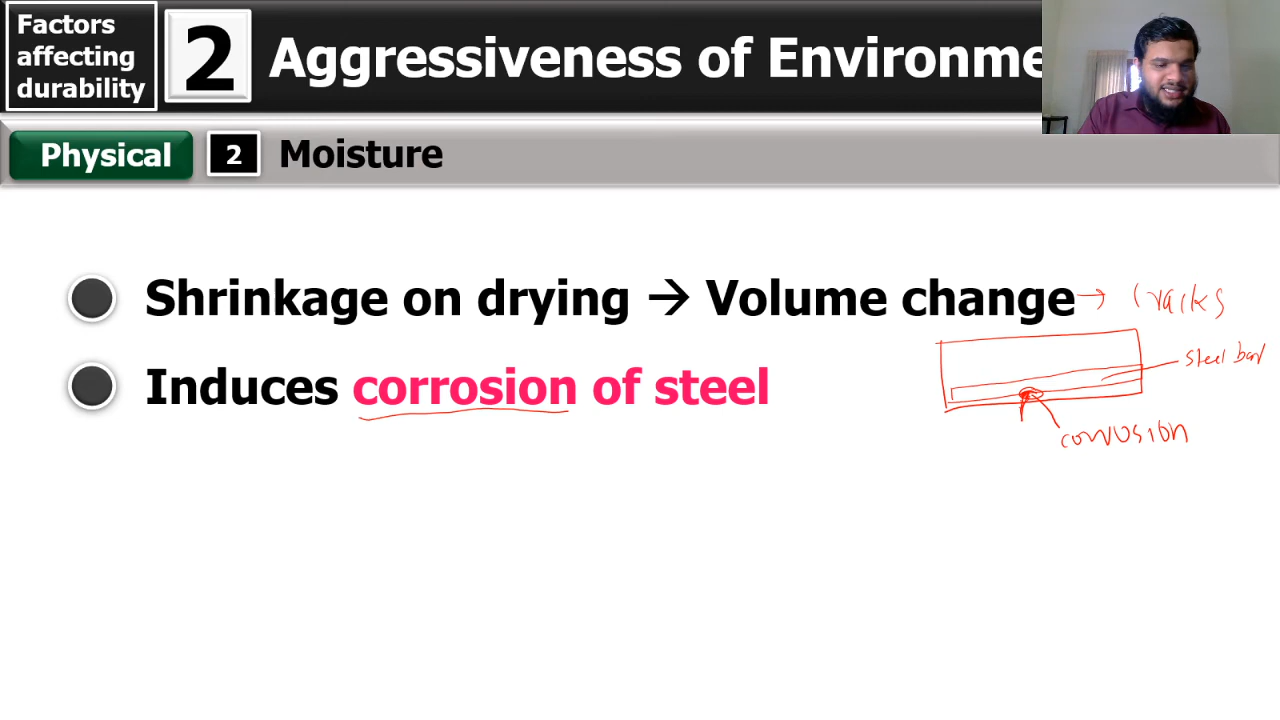 Factors
affecting
durability
2
Aggressiveness of Environme
Physical
2
Moisture
Shrinkage on drying → Volume change → Cracks
Induces corrosion of steel
steel bar
corrosion